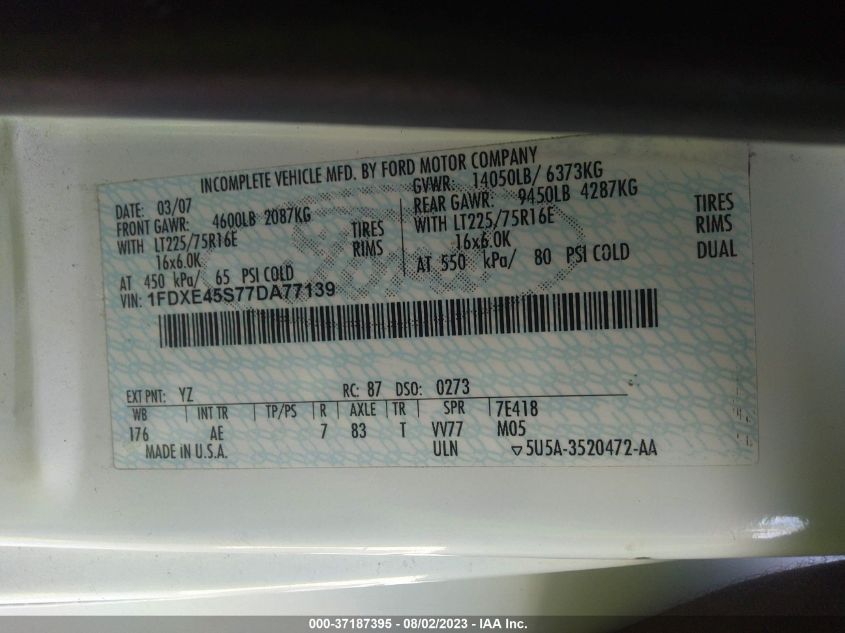 INCOMPLETE VEHICLE MFD. BY FORD MOTOR COMPANY
DATE: 03/07
FRONT GAWR: 4600LB 2087KG
WITH LT225/75R16E TIRES
16x6.0K RIMS
AT 450 kPa/ 65 PSI COLD
GVWR: 14050LB/ 6373KG
REAR GAWR: 9450LB 4287KG
WITH LT225/75R16E TIRES
16x6.0K RIMS
AT 550 kPa/ 80 PSI COLD DUAL
VIN: 1FDXE45S77DA77139
EXT PNT: YZ RC: 87 DSO: 0273
WB INT TR TP/PS R AXLE TR SPR 7E418
176 AE 7 83 T VV77 M05
MADE IN U.S.A. ULN ▽5U5A-3520472-AA
000-37187395 - 08/02/2023 - IAA Inc.